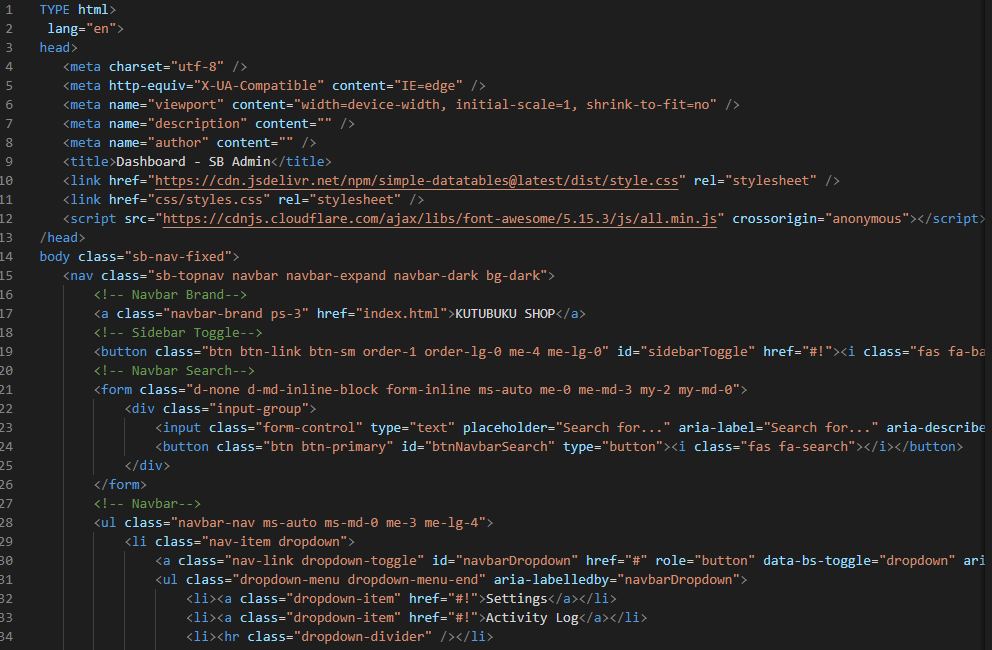 1 TYPE html>
2 lang="en">
3 head>
4 <meta charset="utf-8" />
5 <meta http-equiv="X-UA-Compatible" content="IE=edge" />
6 <meta name="viewport" content="width=device-width, initial-scale=1, shrink-to-fit=no" />
7 <meta name="description" content="" />
8 <meta name="author" content="" />
9 <title>Dashboard - SB Admin</title>
10 <link href="https://cdn.jsdelivr.net/npm/simple-datatables@latest/dist/style.css" rel="stylesheet" />
11 <link href="css/styles.css" rel="stylesheet" />
12 <script src="https://cdnjs.cloudflare.com/ajax/libs/font-awesome/5.15.3/js/all.min.js" crossorigin="anonymous"></script>
13 /head>
14 body class="sb-nav-fixed">
15 <nav class="sb-topnav navbar navbar-expand navbar-dark bg-dark">
16 <!-- Navbar Brand-->
17 <a class="navbar-brand ps-3" href="index.html">KUTUBUKU SHOP</a>
18 <!-- Sidebar Toggle-->
19 <button class="btn btn-link btn-sm order-1 order-lg-0 me-4 me-lg-0" id="sidebarToggle" href="#!"><i class="fas fa-ba
20 <!-- Navbar Search-->
21 <form class="d-none d-md-inline-block form-inline ms-auto me-0 me-md-3 my-2 my-md-0">
22 <div class="input-group">
23 <input class="form-control" type="text" placeholder="Search for..." aria-label="Search for..." aria-describe
24 <button class="btn btn-primary" id="btnNavbarSearch" type="button"><i class="fas fa-search"></i></button>
25 </div>
26 </form>
27 <!-- Navbar-->
28 <ul class="navbar-nav ms-auto ms-md-0 me-3 me-lg-4">
29 <li class="nav-item dropdown">
30 <a class="nav-link dropdown-toggle" id="navbarDropdown" href="#" role="button" data-bs-toggle="dropdown" ari
31 <ul class="dropdown-menu dropdown-menu-end" aria-labelledby="navbarDropdown">
32 <li><a class="dropdown-item" href="#!">Settings</a></li>
33 <li><a class="dropdown-item" href="#!">Activity Log</a></li>
34 <li><hr class="dropdown-divider" /></li>